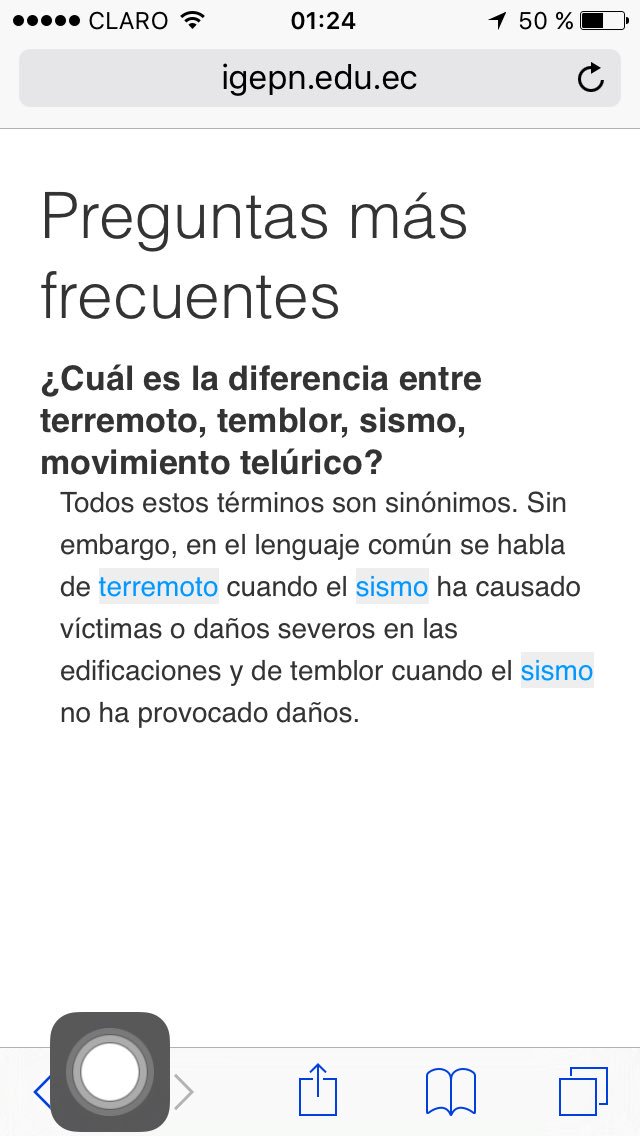 CLARO 01:24 50 %
igepn.edu.ec
Preguntas más
frecuentes
¿Cuál es la diferencia entre
terremoto, temblor, sismo,
movimiento telúrico?
Todos estos términos son sinónimos. Sin
embargo, en el lenguaje común se habla
de terremoto cuando el sismo ha causado
víctimas o daños severos en las
edificaciones y de temblor cuando el sismo
no ha provocado daños.